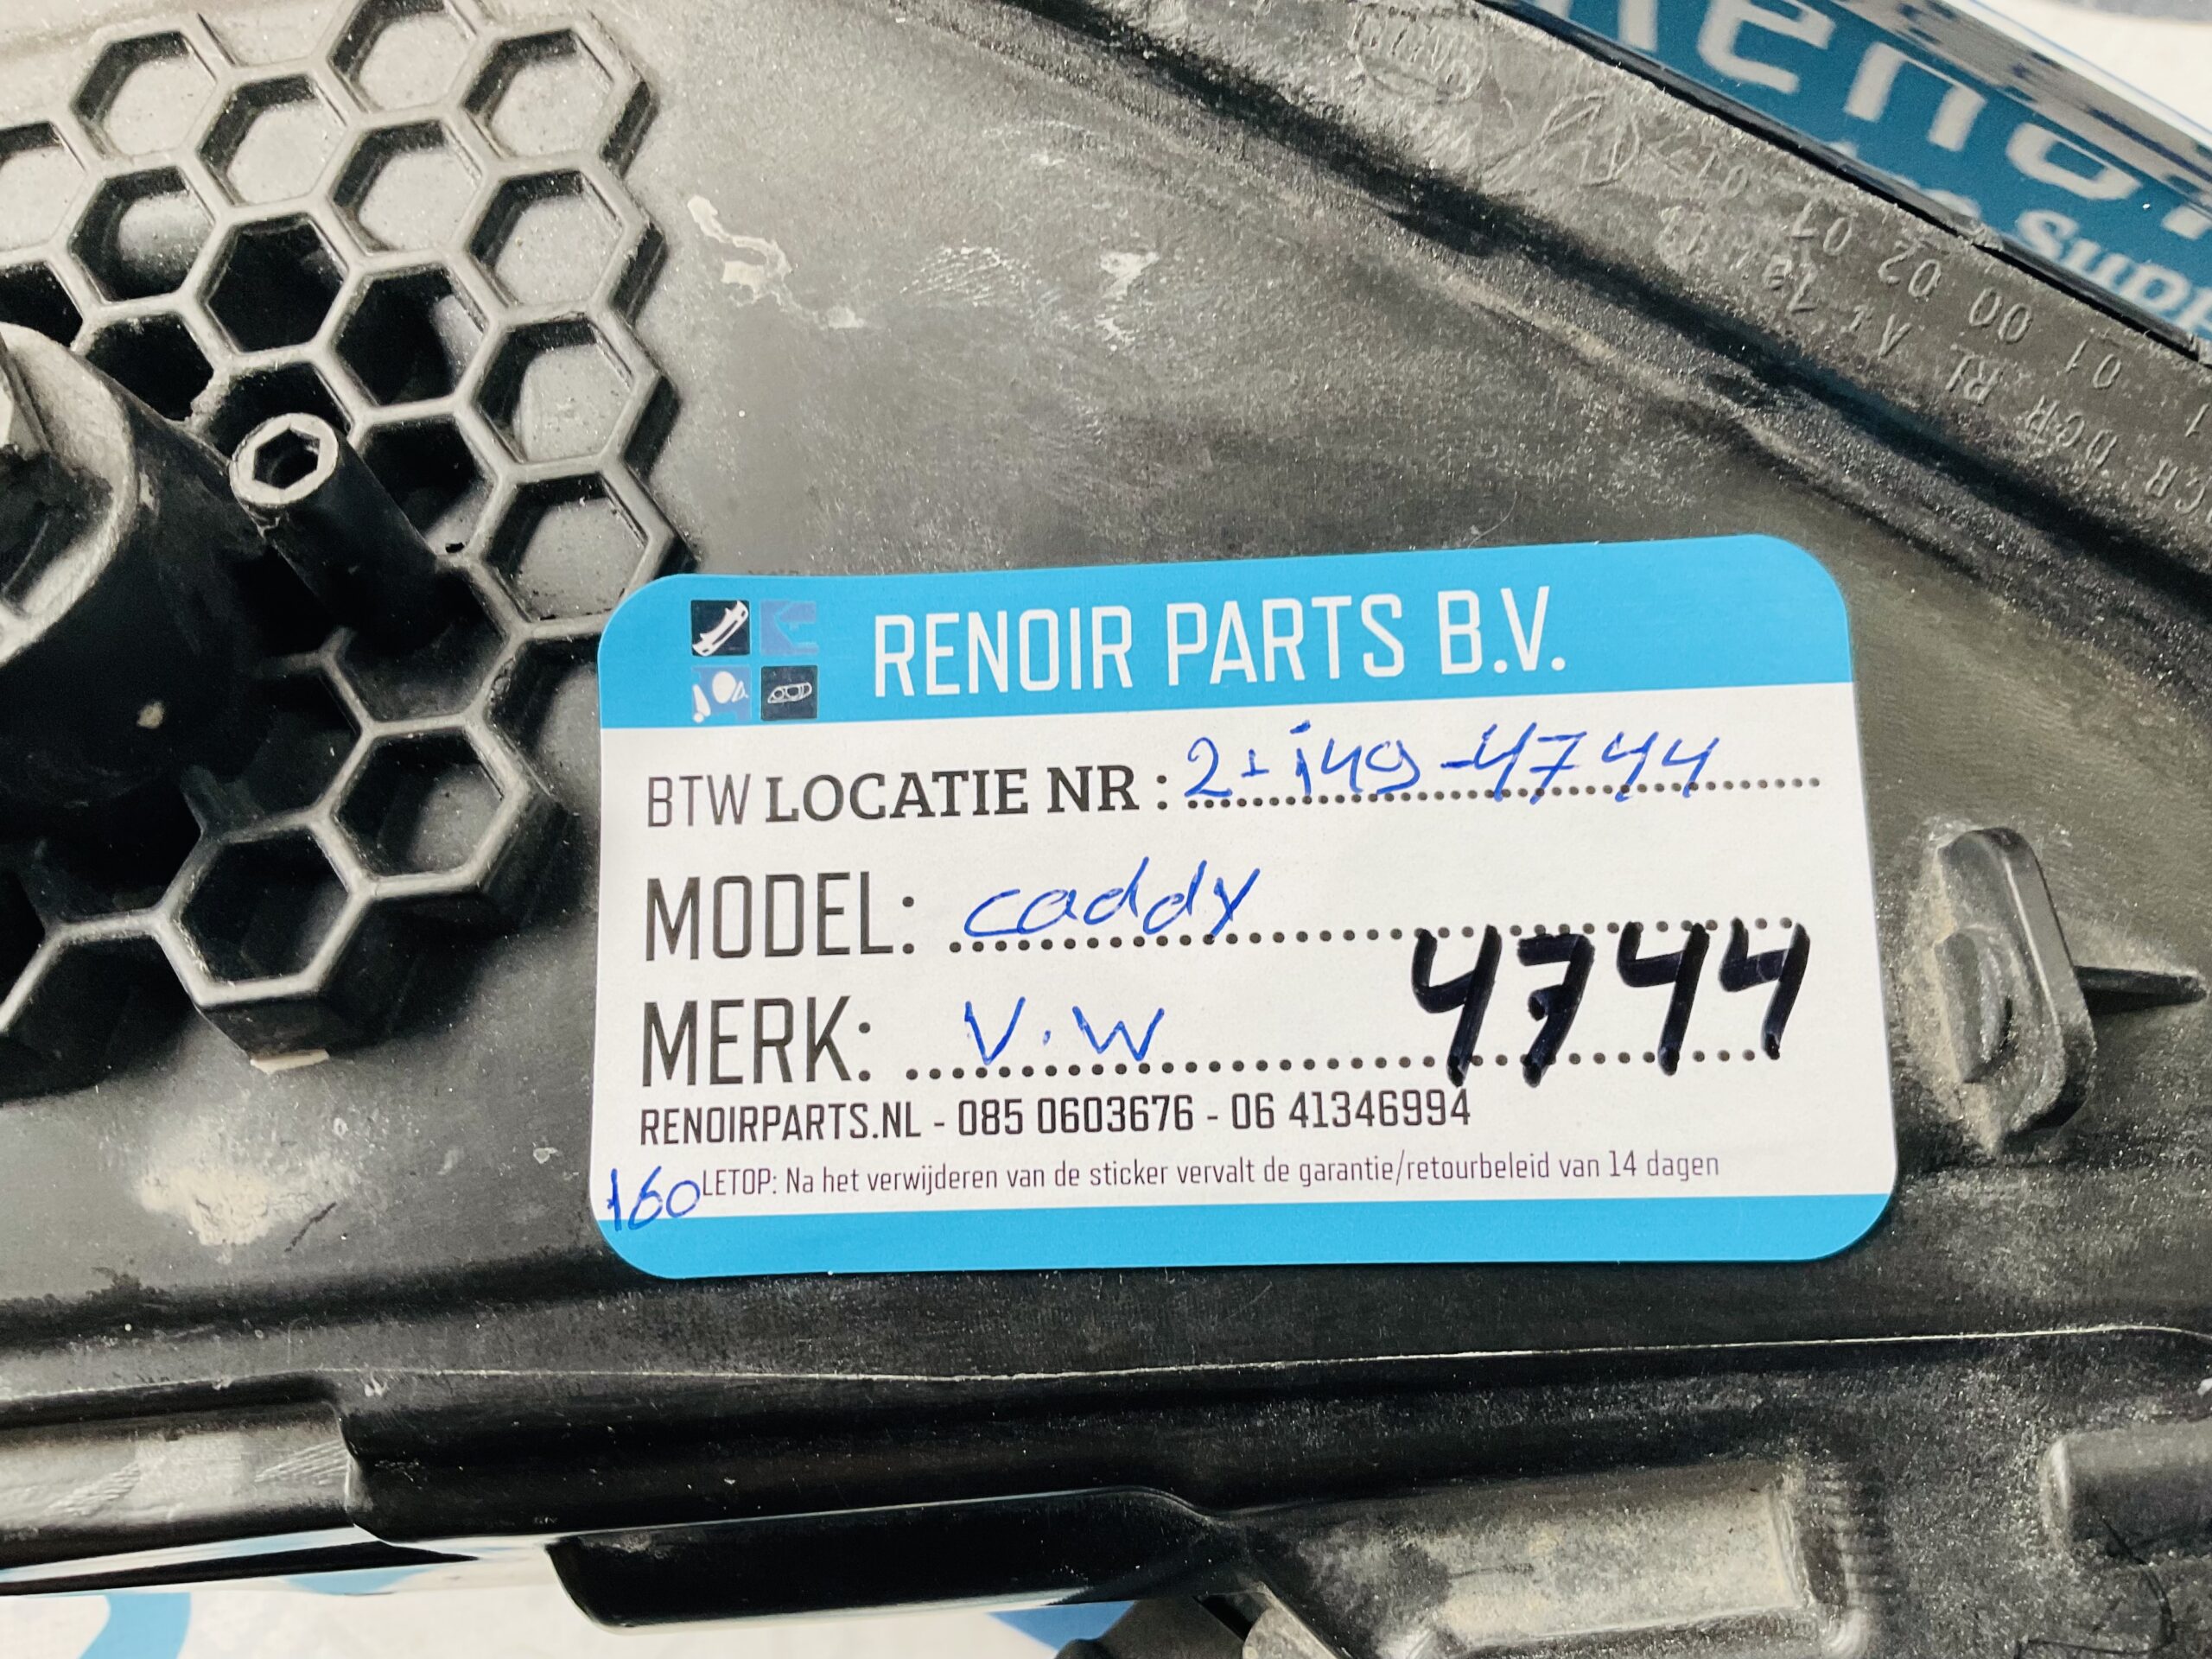 RENOIR PARTS B.V.
BTW LOCATIE NR : 2-i49-4744
MODEL: caddy
4744
MERK: V.W
RENOIRPARTS.NL - 085 0603676 - 06 41346994
160
LETOP: Na het verwijderen van de sticker vervalt de garantie/retourbeleid van 14 dagen